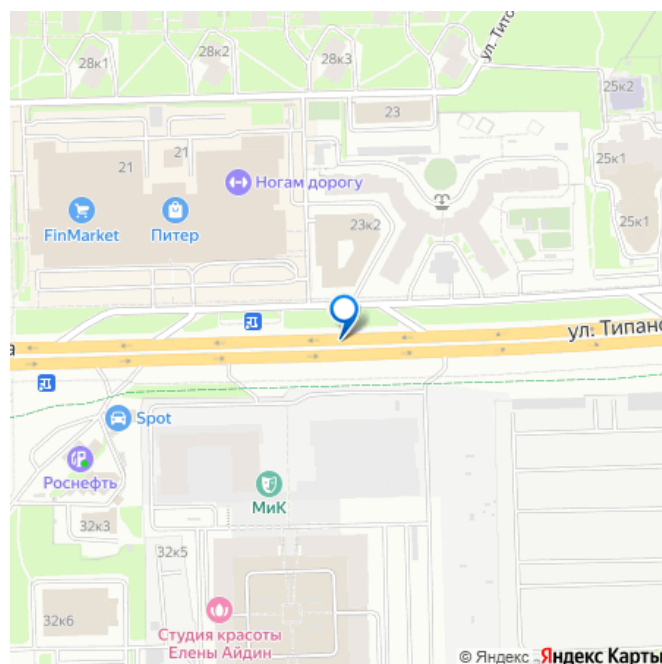 28к1
28к2
28к3
ул. Тито
25к2
23
21
21
25к1
Ногам дорогу
25к1
FinMarket
Питер
23к2
ул. Типано
а
Spot
Роснефть
МиК
32к3
32к5
32к6
Студия красоты
Елены Айдин
© Яндекс Яндекс Карты